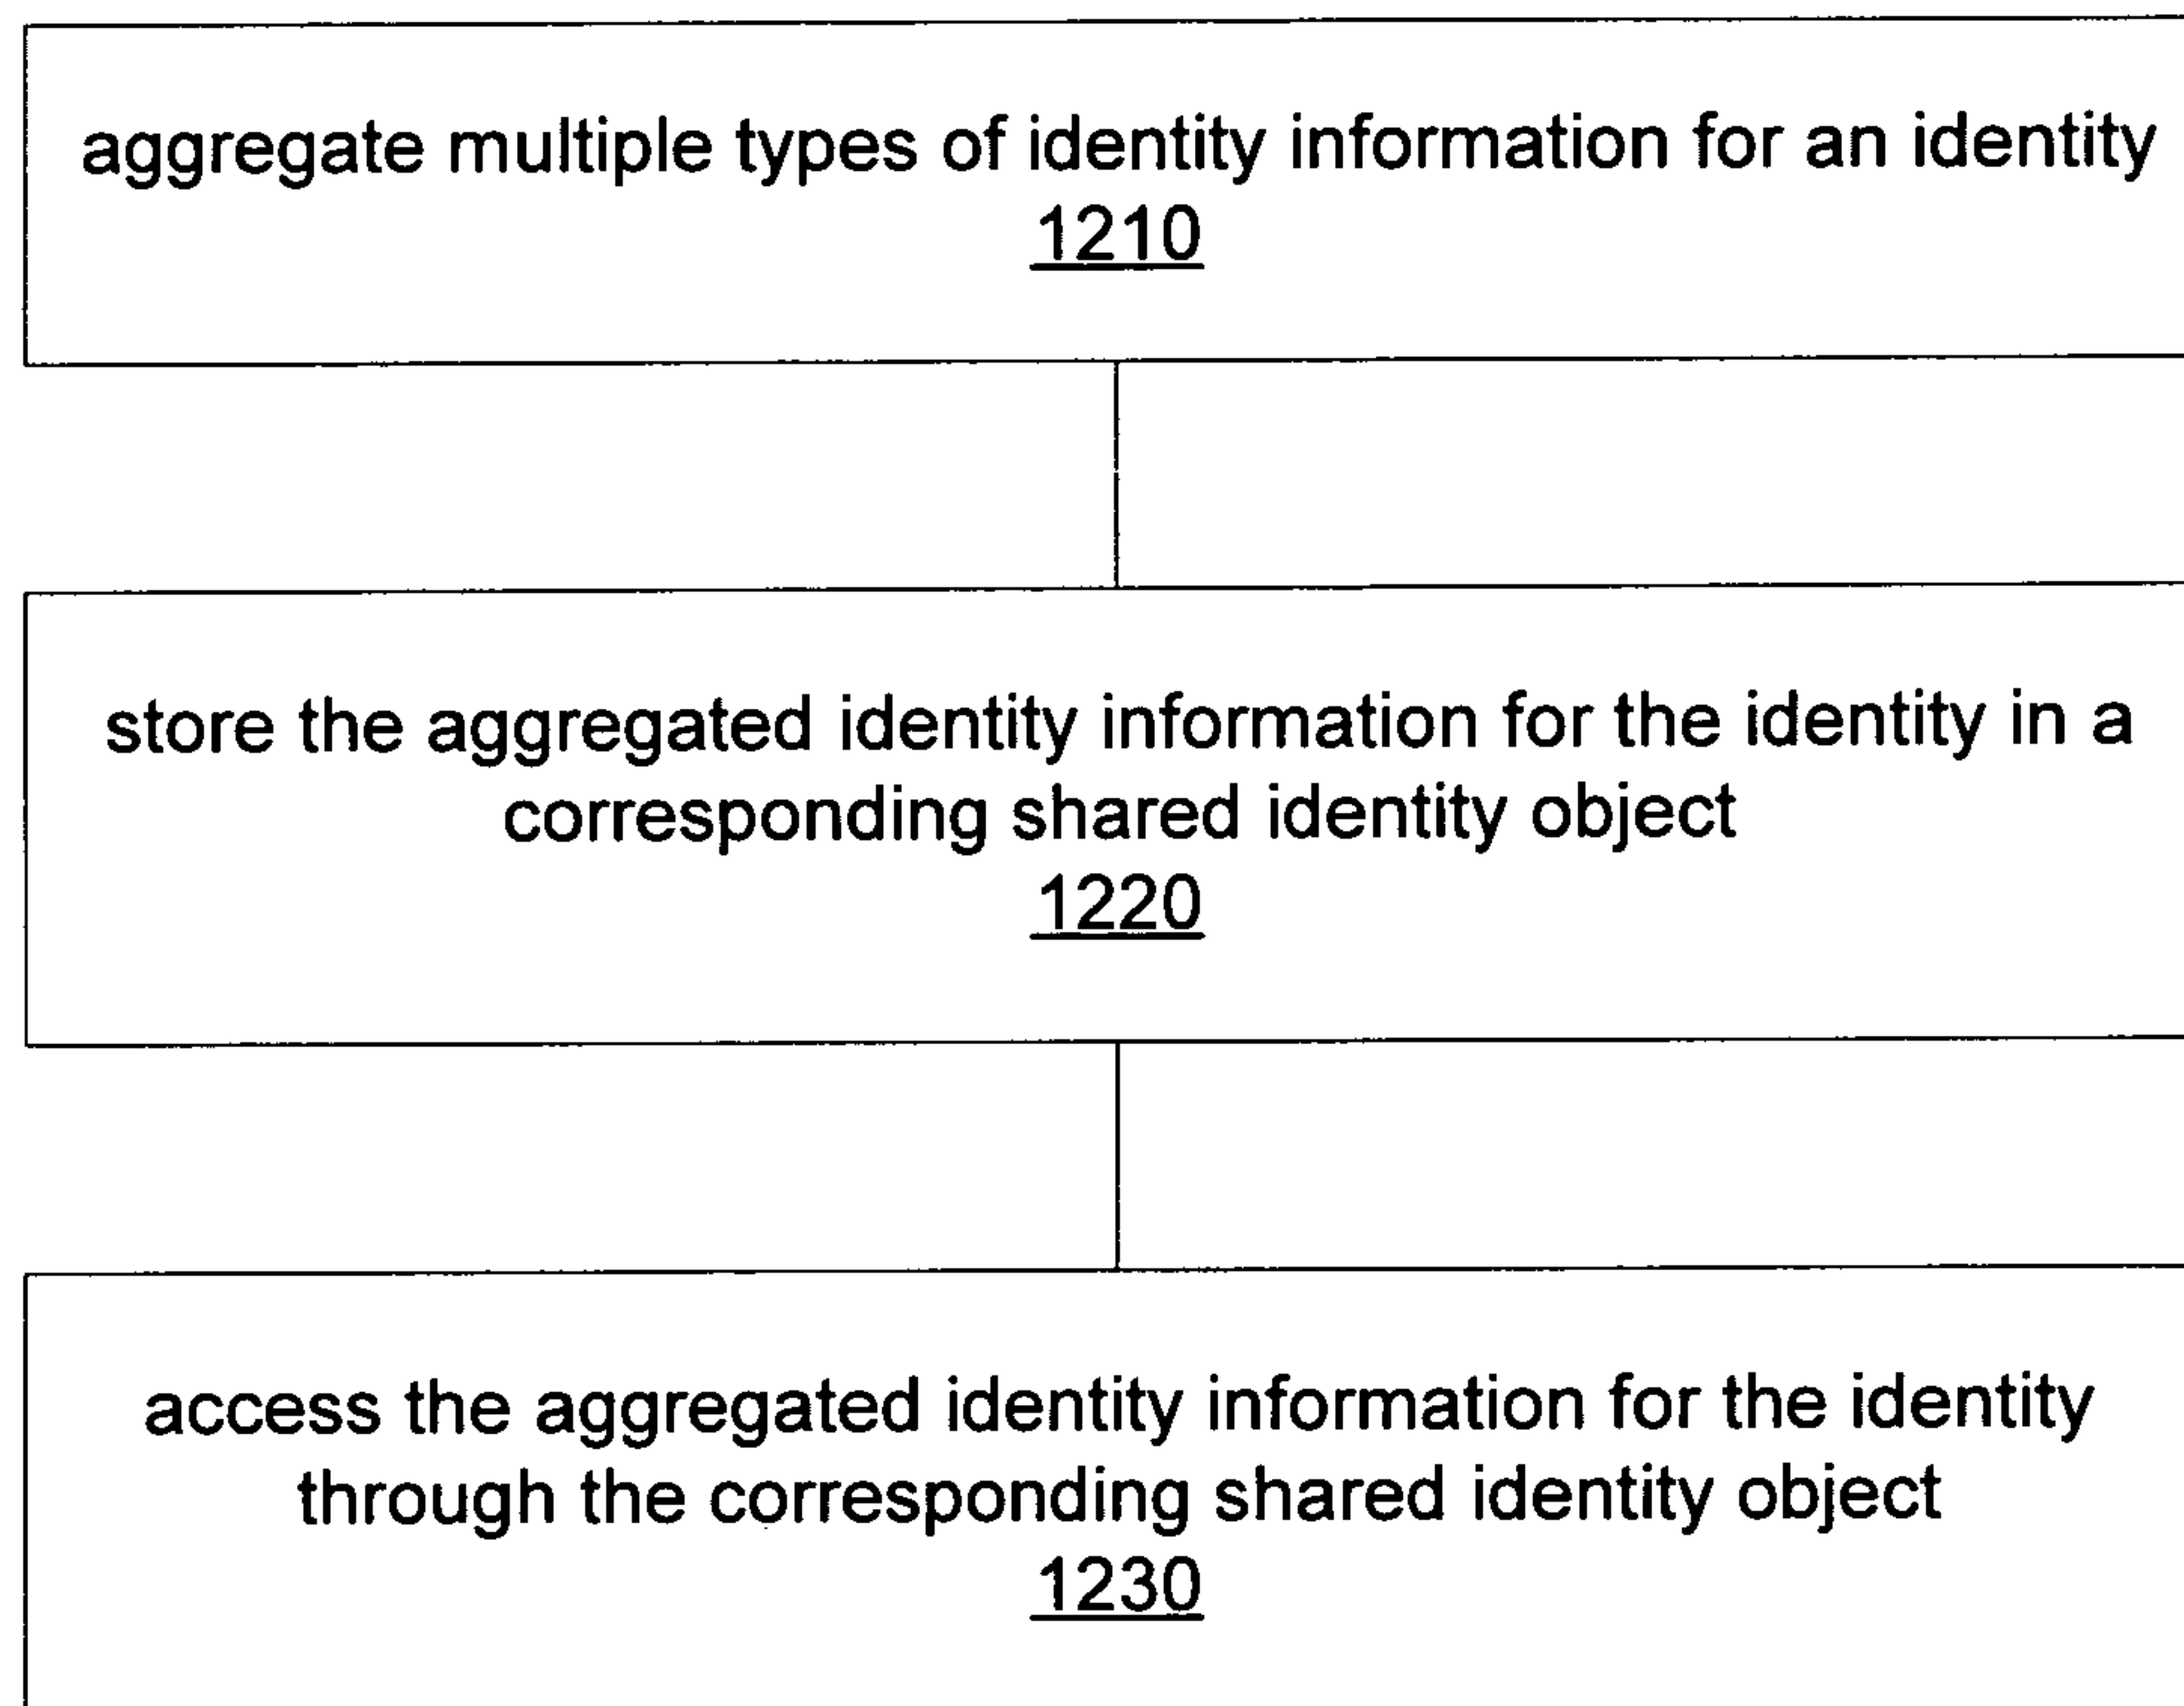 aggregate multiple types of identity information for an identity
1210
store the aggregated identity information for the identity in a
corresponding shared identity object
1220
access the aggregated identity information for the identity
through the corresponding shared identity object
1230